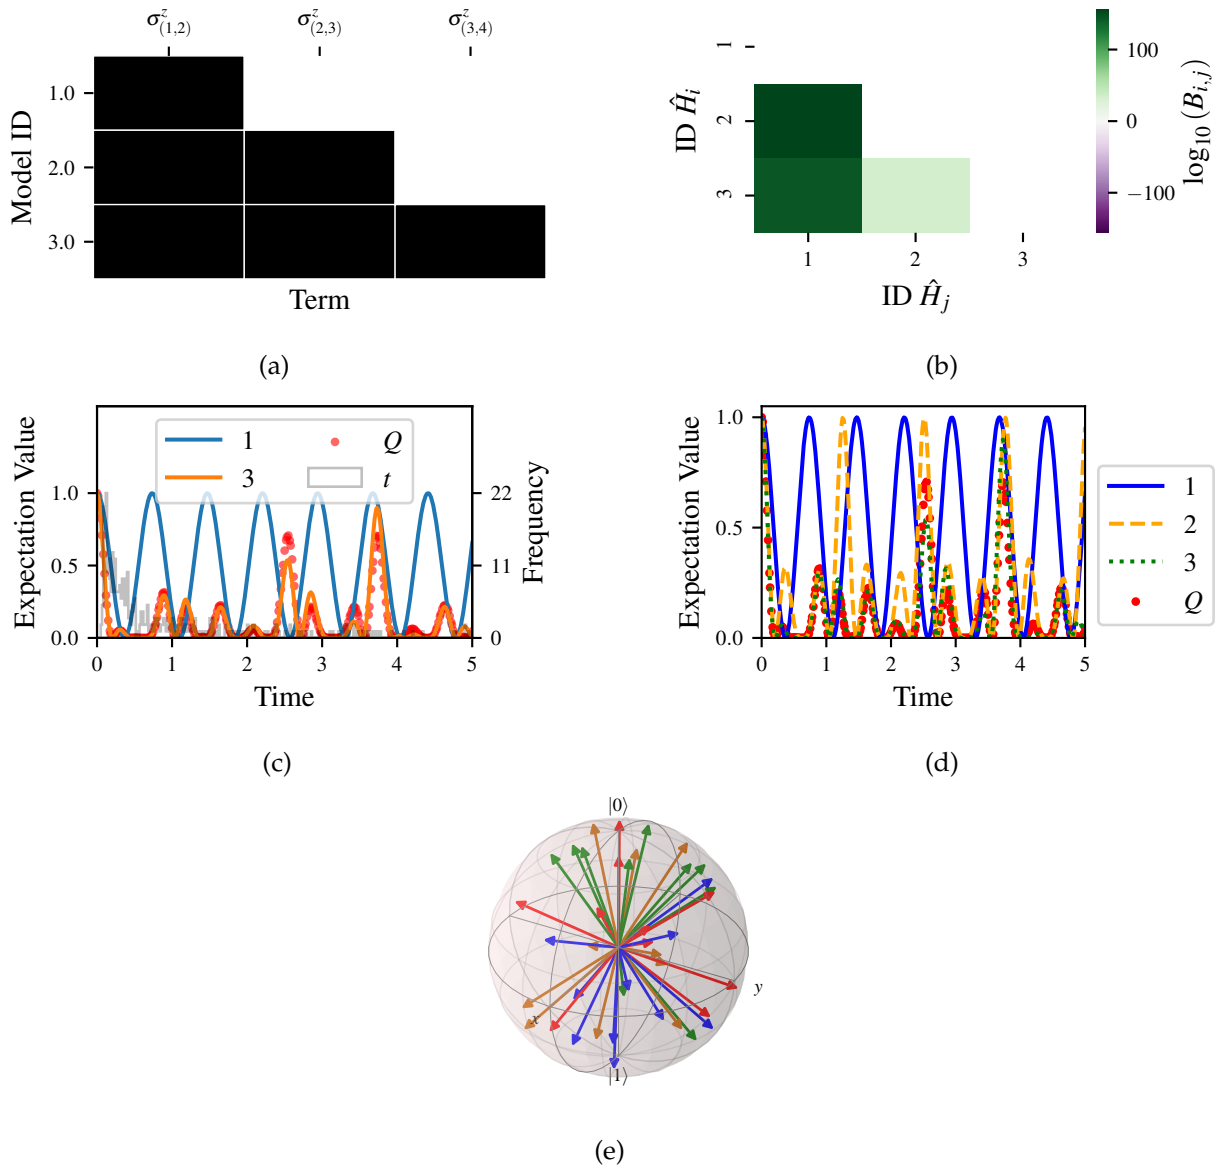 σ^z_(1,2) σ^z_(2,3) σ^z_(3,4)
Model ID
1.0
2.0
3.0
Term
(a)
ID Ĥ_i
1
2
3
1 2 3
ID Ĥ_j
100
0
−100
log_10 (B_i,j)
(b)
Expectation Value
1.0
0.5
0.0
1 Q
3 t
22
11
0
Frequency
0 1 2 3 4 5
Time
(c)
Expectation Value
1.0
0.5
0.0
0 1 2 3 4 5
Time
1
2
3
Q
(d)
|0⟩
y
x
|1⟩
(e)